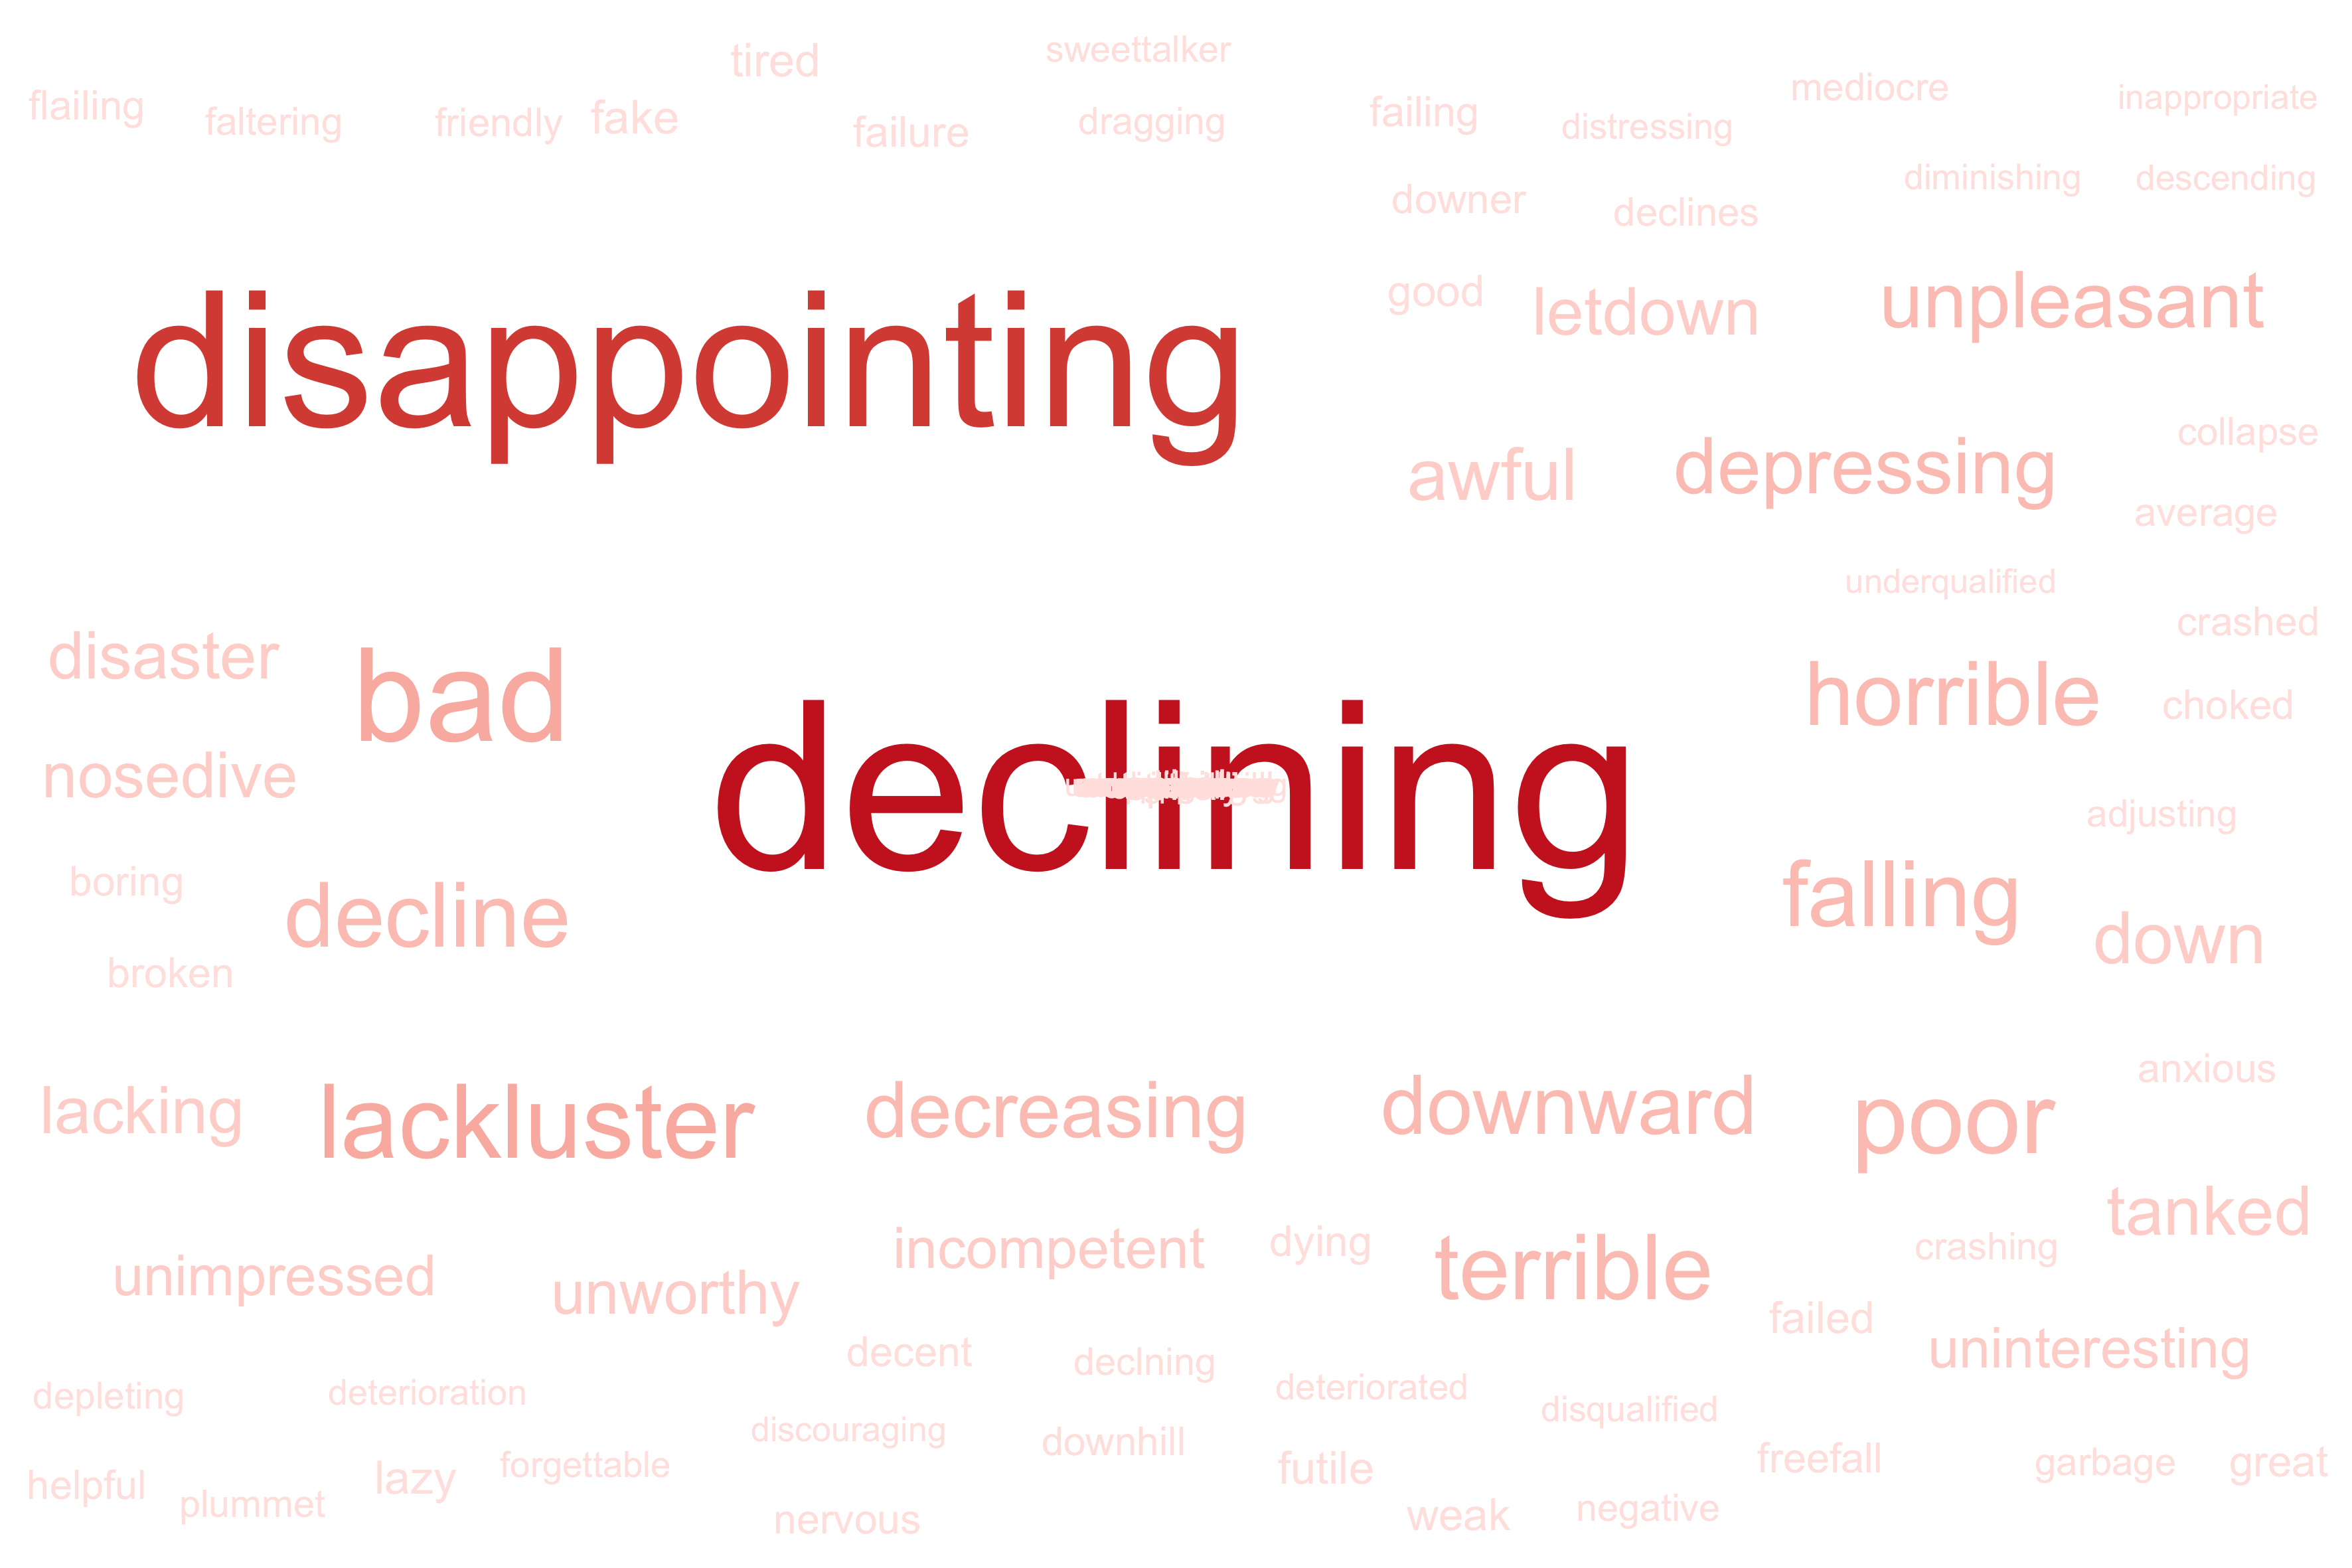 tired
sweettalker
flailing
faltering
friendly
fake
failure
dragging
failing
distressing
mediocre
inappropriate
downer
declines
diminishing
descending
disappointing
good
letdown
unpleasant
awful
depressing
collapse
average
underqualified
crashed
disaster
bad
declining
horrible
choked
nosedive
adjusting
boring
decline
falling
down
broken
anxious
lacking
lackluster
decreasing
downward
poor
tanked
unimpressed
unworthy
incompetent
dying
terrible
crashing
failed
uninteresting
decent
declning
depleting
deterioration
deteriorated
disqualified
discouraging
downhill
helpful
plummet
lazy
forgettable
futile
freefall
garbage
great
nervous
weak
negative